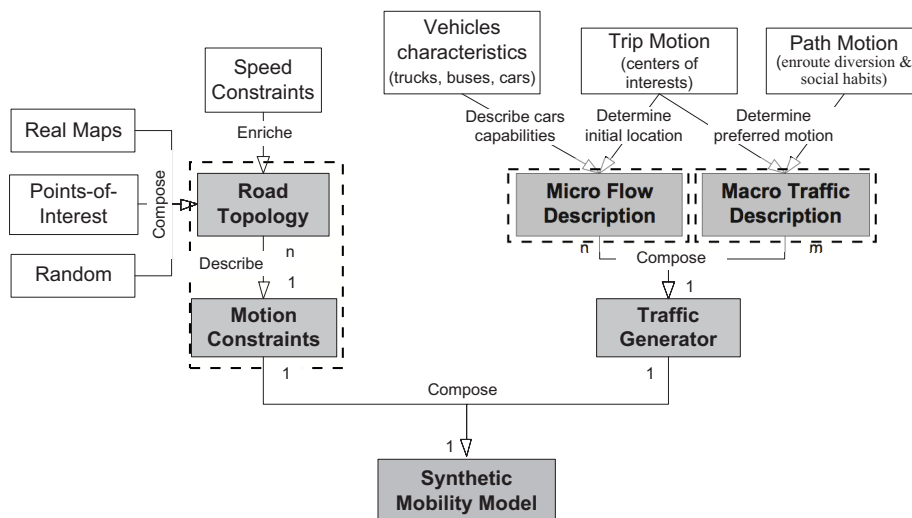 Vehicles
characteristics
(trucks, buses, cars)
Trip Motion
(centers of
interests)
Path Motion
(enroute diversion &
social habits)
Speed
Constraints
Real Maps
Enriche
Describe cars
capabilities
Determine
initial location
Determine
preferred motion
Points-of-
Interest
Compose
Road
Topology
Micro Flow
Description
Macro Traffic
Description
Random
Describe
n
1
n
Compose
m
1
Motion
Constraints
Traffic
Generator
1
Compose
1
1
Synthetic
Mobility Model